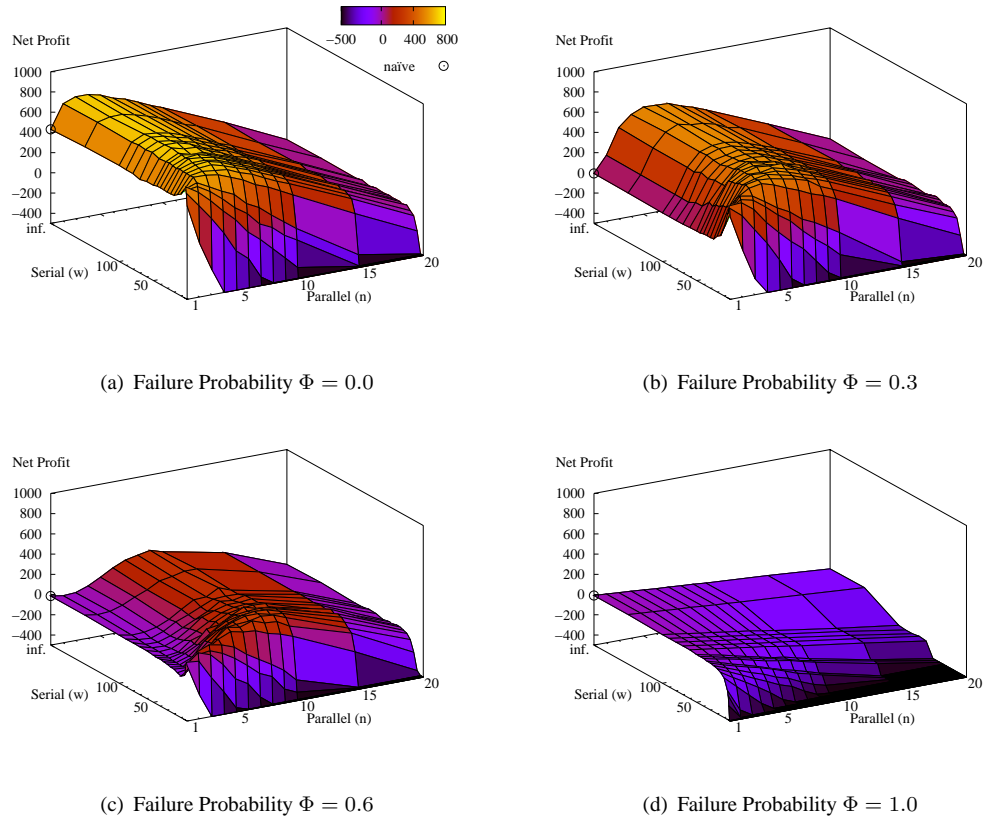 Net Profit
−500 0 400 800
naïve
1000
800
600
400
200
0
−200
−400
inf.
Serial (w)
100
50
1
5
10
15
20
Parallel (n)
(a) Failure Probability Φ = 0.0
Net Profit
1000
800
600
400
200
0
−200
−400
inf.
Serial (w)
100
50
1
5
10
15
20
Parallel (n)
(b) Failure Probability Φ = 0.3
Net Profit
1000
800
600
400
200
0
−200
−400
inf.
Serial (w)
100
50
1
5
10
15
20
Parallel (n)
(c) Failure Probability Φ = 0.6
Net Profit
1000
800
600
400
200
0
−200
−400
inf.
Serial (w)
100
50
1
5
10
15
20
Parallel (n)
(d) Failure Probability Φ = 1.0